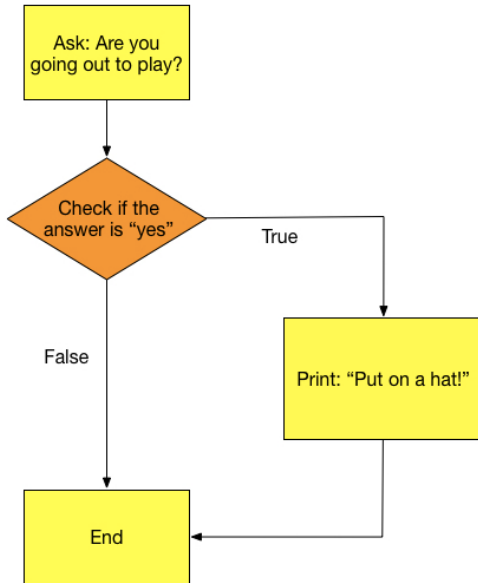 Ask: Are you
going out to play?
Check if the
answer is “yes”
True
False
Print: “Put on a hat!”
End